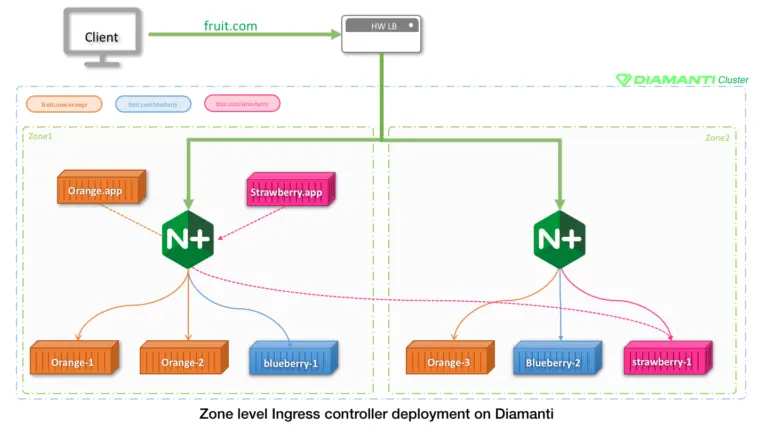 Client
fruit.com
HW LB
DIAMANTI Cluster
fruit.com/orange
fruit.com/blueberry
fruit.com/strawberry
Zone1
Zone2
Orange.app
Strawberry.app
N+
N+
Orange-1
Orange-2
blueberry-1
Orange-3
Blueberry-2
strawberry-1
Zone level Ingress controller deployment on Diamanti